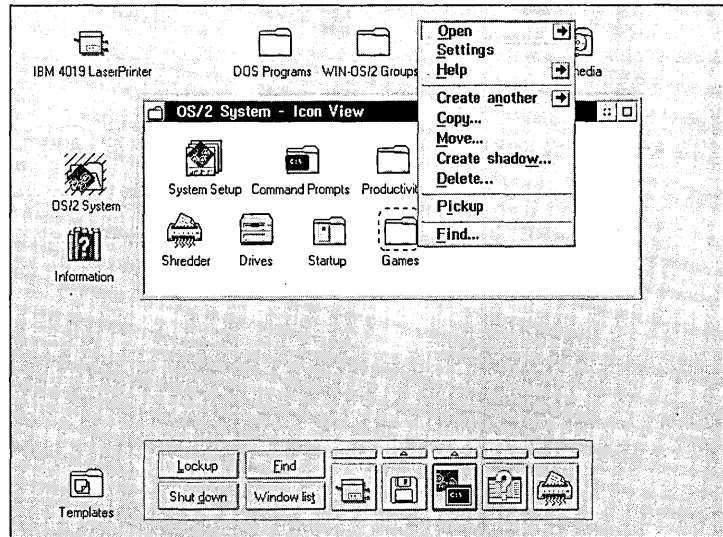 IBM 4019 LaserPrinter
DOS Programs
WIN-OS/2 Groups
Open
Settings
Help
Create another
Copy...
Move...
Create shadow...
Delete...
Pickup
Find...
OS/2 System - Icon View
System Setup
Command Prompts
C:\
OS/2 System
Shredder
Drives
Startup
Games
Information
Lockup
Find
Shut down
Window list
C:\
Templates